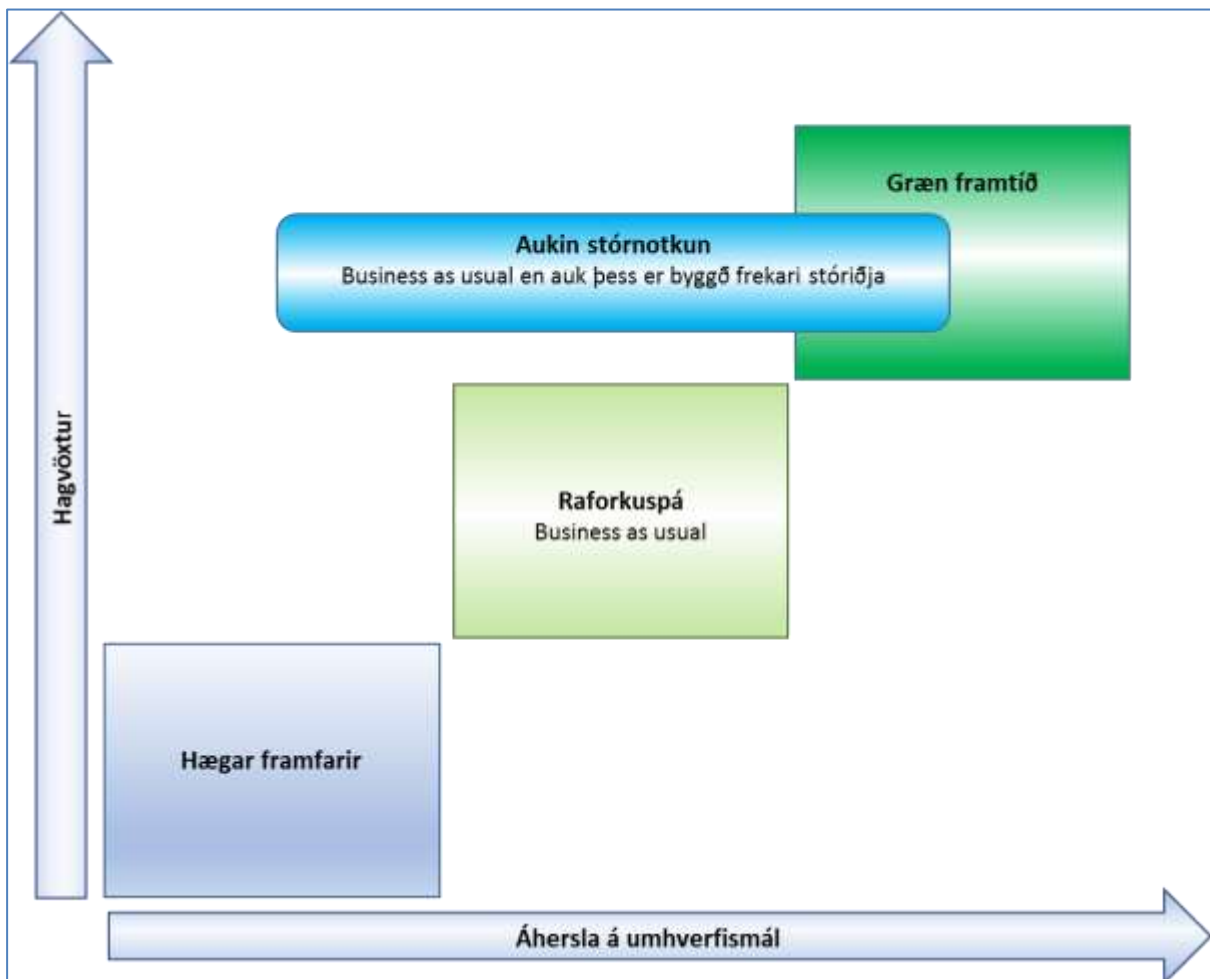 Græn framtíð
Aukin stórnotkun
Business as usual en auk þess er byggð frekari stóriðja
Hagvöxtur
Raforkuspá
Business as usual
Hægar framfarir
Áhersla á umhverfismál